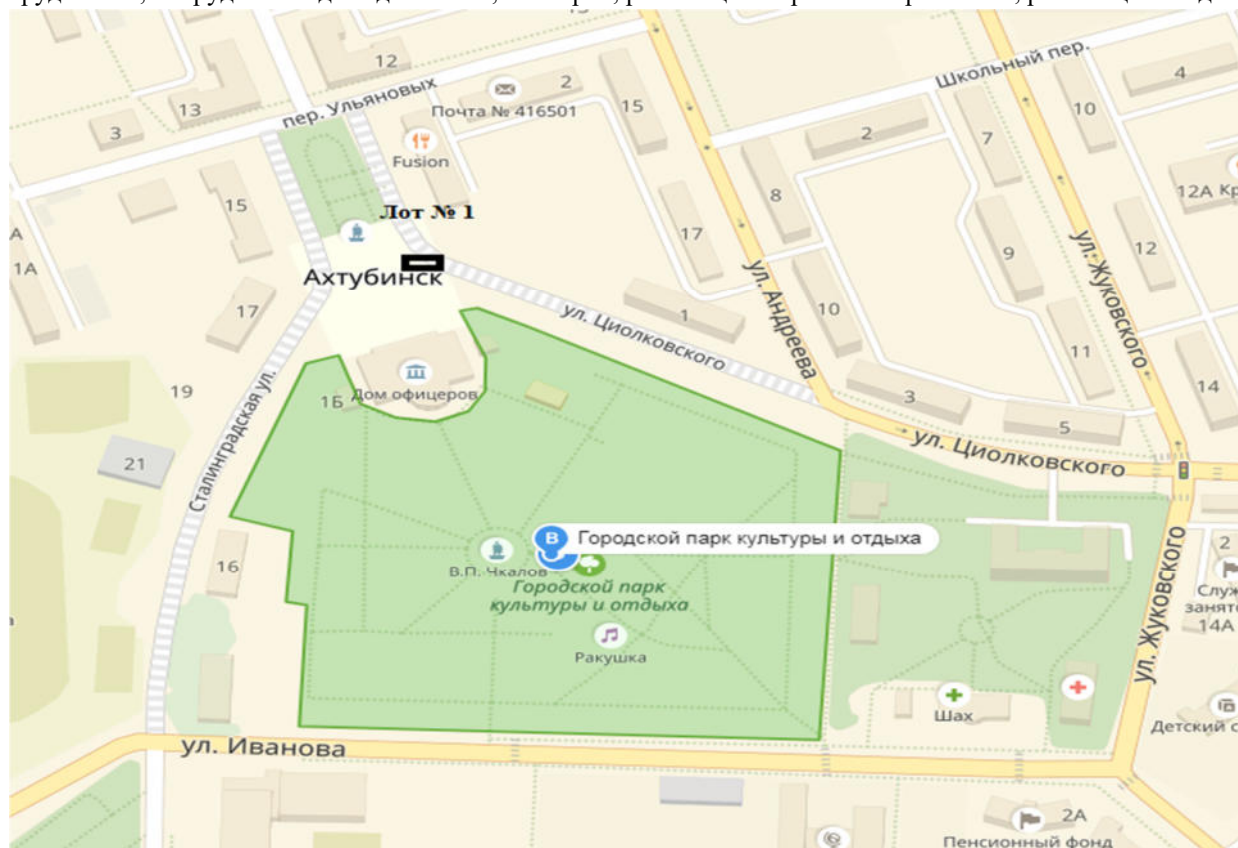 12
13
3
пер. Ульяновых
2
Почта № 416501
15
Fusion
Школьный пер.
4
10
2
7
12А
15
8
Лот № 1
17
9
12
1А
Ахтубинск
ул. Жуковского
ул. Андреева
17
ул. Циолковского
1
10
11
14
19
1Б
Дом офицеров
3
5
ул. Циолковского
21
Сталинградская ул.
В
Городской парк культуры и отдыха
16
В.П. Чкалов
Городской парк
культуры и отдыха
2
14А
ул. Жуковского
Ракушка
Шах
Детский с
ул. Иванова
2А
Пенсионный фонд